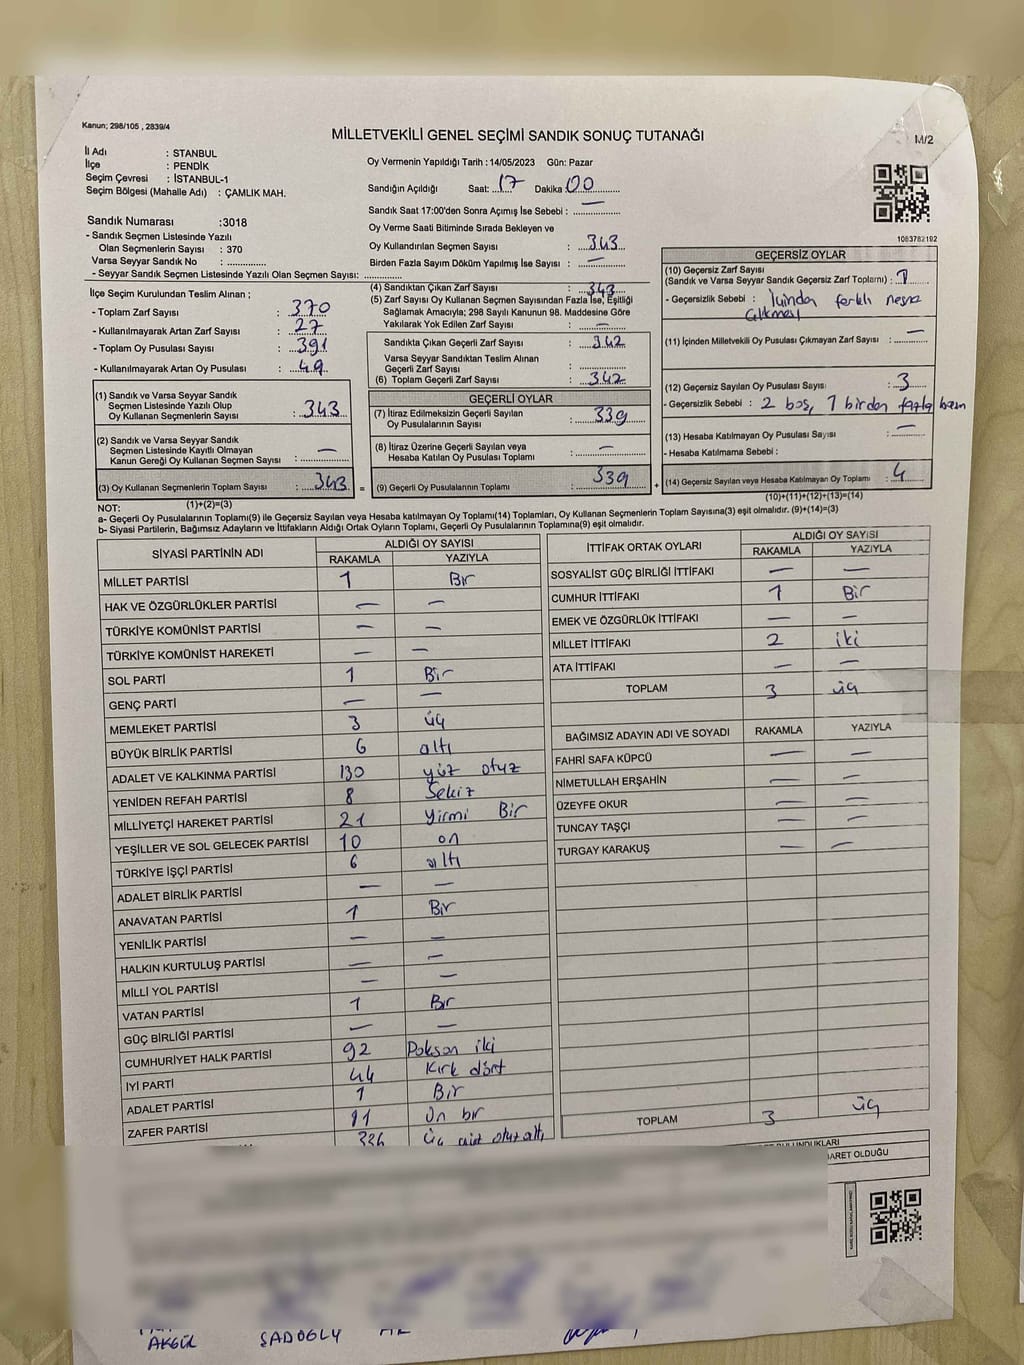 Kanun; 298/105 , 2839/4
MİLLETVEKİLİ GENEL SEÇİMİ SANDIK SONUÇ TUTANAĞI
M/2
İl Adı : STANBUL
İlçe : PENDİK
Seçim Çevresi : İSTANBUL-1
Seçim Bölgesi (Mahalle Adı) : ÇAMLIK MAH.
Sandık Numarası :3018
- Sandık Seçmen Listesinde Yazılı
Olan Seçmenlerin Sayısı : 370
Varsa Seyyar Sandık No : ..............
- Seyyar Sandık Seçmen Listesinde Yazılı Olan Seçmen Sayısı: ..............
İlçe Seçim Kurulundan Teslim Alınan ;
- Toplam Zarf Sayısı : 370
- Kullanılmayarak Artan Zarf Sayısı : 27
- Toplam Oy Pusulası Sayısı : 391
- Kullanılmayarak Artan Oy Pusulası : 49
(1) Sandık ve Varsa Seyyar Sandık
Seçmen Listesinde Yazılı Olup
Oy Kullanan Seçmenlerin Sayısı : 343
(2) Sandık ve Varsa Seyyar Sandık
Seçmen Listesinde Kayıtlı Olmayan
Kanun Gereği Oy Kullanan Seçmen Sayısı : —
(3) Oy Kullanan Seçmenlerin Toplam Sayısı : 343
(1)+(2)=(3)
Oy Vermenin Yapıldığı Tarih : 14/05/2023 Gün: Pazar
Sandığın Açıldığı Saat: 17 Dakika 00
Sandık Saat 17:00'den Sonra Açımış İse Sebebi : —
Oy Verme Saati Bitiminde Sırada Bekleyen ve
Oy Kullandırılan Seçmen Sayısı : 343
Birden Fazla Sayım Döküm Yapılmış İse Sayısı : —
(4) Sandıktan Çıkan Zarf Sayısı : 343
(5) Zarf Sayısı Oy Kullanan Seçmen Sayısından Fazla İse, Eşitliği
Sağlamak Amacıyla; 298 Sayılı Kanunun 98. Maddesine Göre
Yakılarak Yok Edilen Zarf Sayısı : —
Sandıkta Çıkan Geçerli Zarf Sayısı : 342
Varsa Seyyar Sandıktan Teslim Alınan
Geçerli Zarf Sayısı : ..............
(6) Toplam Geçerli Zarf Sayısı : 342
GEÇERLİ OYLAR
(7) İtiraz Edilmeksizin Geçerli Sayılan
Oy Pusulalarının Sayısı : 339
(8) İtiraz Üzerine Geçerli Sayılan veya
Hesaba Katılan Oy Pusulası Toplamı : —
= (9) Geçerli Oy Pusulalarının Toplamı : 339 +
1063782192
GEÇERSİZ OYLAR
(10) Geçersiz Zarf Sayısı
(Sandık ve Varsa Seyyar Sandık Geçersiz Zarf Toplamı) : 1
- Geçersizlik Sebebi : İçinden farklı nesne
çıkması
(11) İçinden Milletvekili Oy Pusulası Çıkmayan Zarf Sayısı : —
(12) Geçersiz Sayılan Oy Pusulası Sayısı : 3
- Geçersizlik Sebebi : 2 boş, 1 birden fazla basım
(13) Hesaba Katılmayan Oy Pusulası Sayısı : —
- Hesaba Katılmama Sebebi :
(14) Geçersiz Sayılan veya Hesaba Katılmayan Oy Toplamı : 4
(10)+(11)+(12)+(13)=(14)
NOT:
a- Geçerli Oy Pusulalarının Toplamı(9) ile Geçersiz Sayılan veya Hesaba Katılmayan Oy Toplamı(14) Toplamları, Oy Kullanan Seçmenlerin Toplam Sayısına(3) eşit olmalıdır. (9)+(14)=(3)
b- Siyasi Partilerin, Bağımsız Adayların ve İttifakların Aldığı Ortak Oyların Toplamı, Geçerli Oy Pusulalarının Toplamına(9) eşit olmalıdır.
SİYASİ PARTİNİN ADI ALDIĞI OY SAYISI
RAKAMLA YAZIYLA
MİLLET PARTİSİ 1 Bir
HAK VE ÖZGÜRLÜKLER PARTİSİ — —
TÜRKİYE KOMÜNİST PARTİSİ — —
TÜRKİYE KOMÜNİST HAREKETİ — —
SOL PARTİ 1 Bir
GENÇ PARTİ — —
MEMLEKET PARTİSİ 3 üç
BÜYÜK BİRLİK PARTİSİ 6 altı
ADALET VE KALKINMA PARTİSİ 130 yüz otuz
YENİDEN REFAH PARTİSİ 8 Sekiz
MİLLİYETÇİ HAREKET PARTİSİ 21 yirmi Bir
YEŞİLLER VE SOL GELECEK PARTİSİ 10 on
TÜRKİYE İŞÇİ PARTİSİ 6 altı
ADALET BİRLİK PARTİSİ — —
ANAVATAN PARTİSİ 1 Bir
YENİLİK PARTİSİ — —
HALKIN KURTULUŞ PARTİSİ — —
MİLLİ YOL PARTİSİ — —
VATAN PARTİSİ 1 Bir
GÜÇ BİRLİĞİ PARTİSİ — —
CUMHURİYET HALK PARTİSİ 92 Doksan iki
İYİ PARTİ 44 Kırk dört
ADALET PARTİSİ 1 Bir
ZAFER PARTİSİ 11 On bir
336 üç yüz otuz altı
İTTİFAK ORTAK OYLARI ALDIĞI OY SAYISI
RAKAMLA YAZIYLA
SOSYALİST GÜÇ BİRLİĞİ İTTİFAKI — —
CUMHUR İTTİFAKI 1 Bir
EMEK VE ÖZGÜRLÜK İTTİFAKI — —
MİLLET İTTİFAKI 2 iki
ATA İTTİFAKI — —
TOPLAM 3 üç
BAĞIMSIZ ADAYIN ADI VE SOYADI RAKAMLA YAZIYLA
FAHRİ SAFA KÜPCÜ — —
NİMETULLAH ERŞAHİN — —
ÜZEYFE OKUR — —
TUNCAY TAŞÇI — —
TURGAY KARAKUŞ — —
TOPLAM 3 üç
BULUNDUKLARI
OLDUĞU
AKGÜL ŞADOĞLU